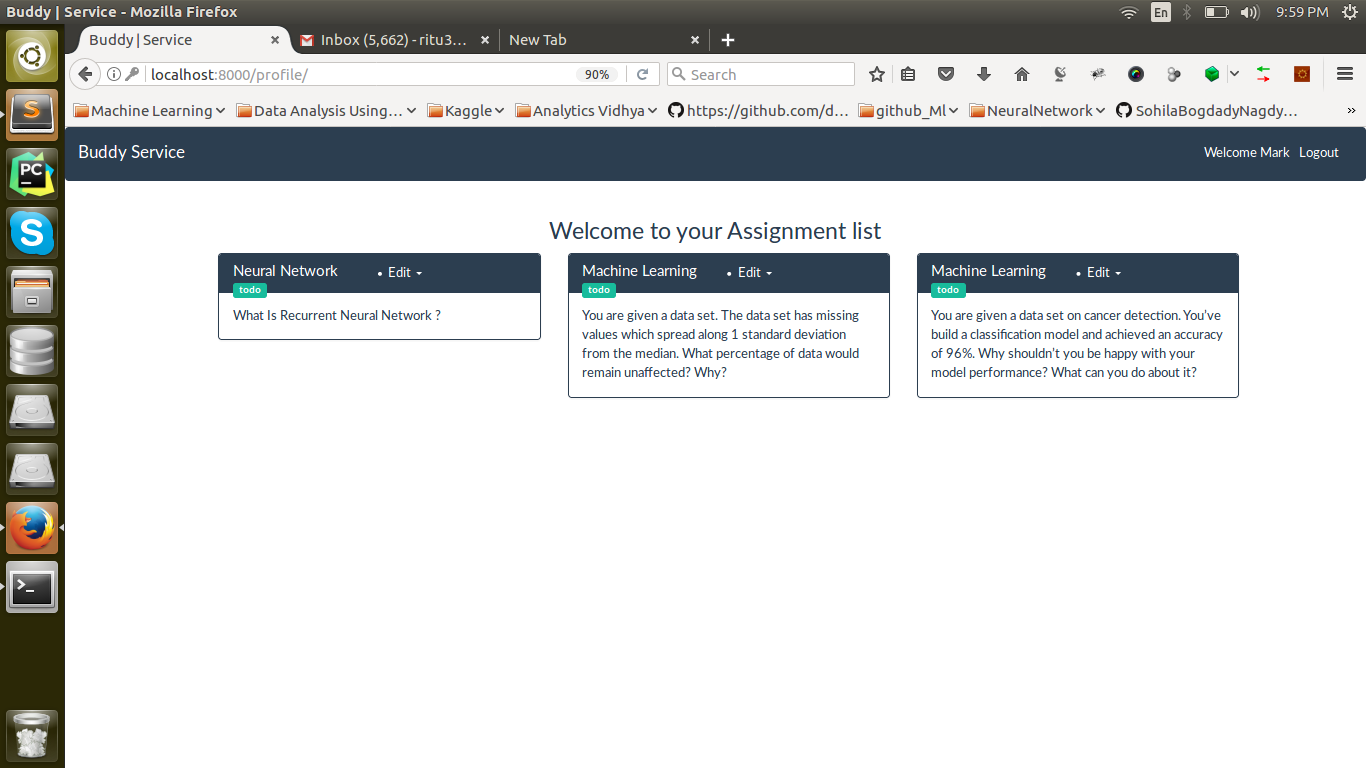 Buddy | Service - Mozilla Firefox
En
9:59 PM
Buddy | Service
Inbox (5,662) - ritu3...
New Tab
localhost:8000/profile/
90%
Search
Machine Learning
Data Analysis Using...
Kaggle
Analytics Vidhya
https://github.com/d...
github_Ml
NeuralNetwork
SohilaBogdadyNagdy...
»
Buddy Service
Welcome Mark
Logout
Welcome to your Assignment list
Neural Network
• Edit
todo
What Is Recurrent Neural Network ?
Machine Learning
• Edit
todo
You are given a data set. The data set has missing
values which spread along 1 standard deviation
from the median. What percentage of data would
remain unaffected? Why?
Machine Learning
• Edit
todo
You are given a data set on cancer detection. You’ve
build a classification model and achieved an accuracy
of 96%. Why shouldn’t you be happy with your
model performance? What can you do about it?
S
PC
S
>_